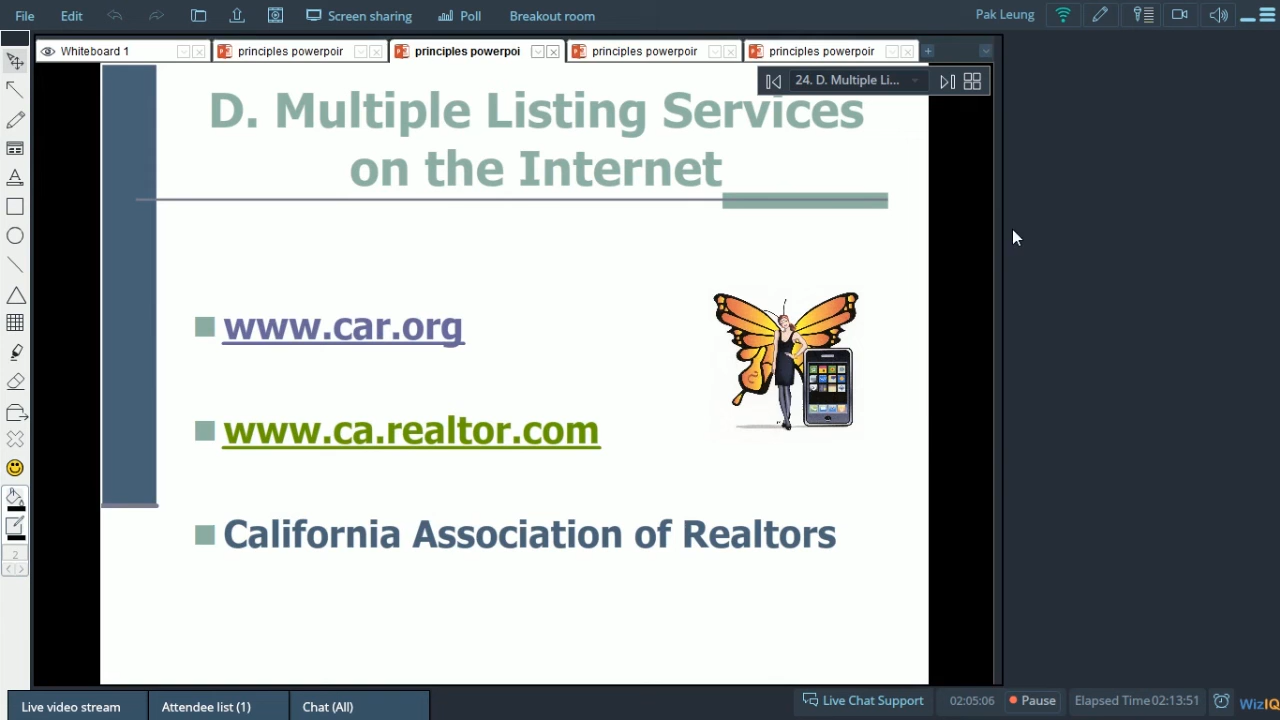 File Edit Screen sharing Poll Breakout room Pak Leung
Whiteboard 1 principles powerpoir principles powerpoi principles powerpoir principles powerpoir
24. D. Multiple Li...
D. Multiple Listing Services
on the Internet
www.car.org
www.ca.realtor.com
California Association of Realtors
2
Live video stream Attendee list (1) Chat (All) Live Chat Support 02:05:06 Pause Elapsed Time 02:13:51 WizIQ